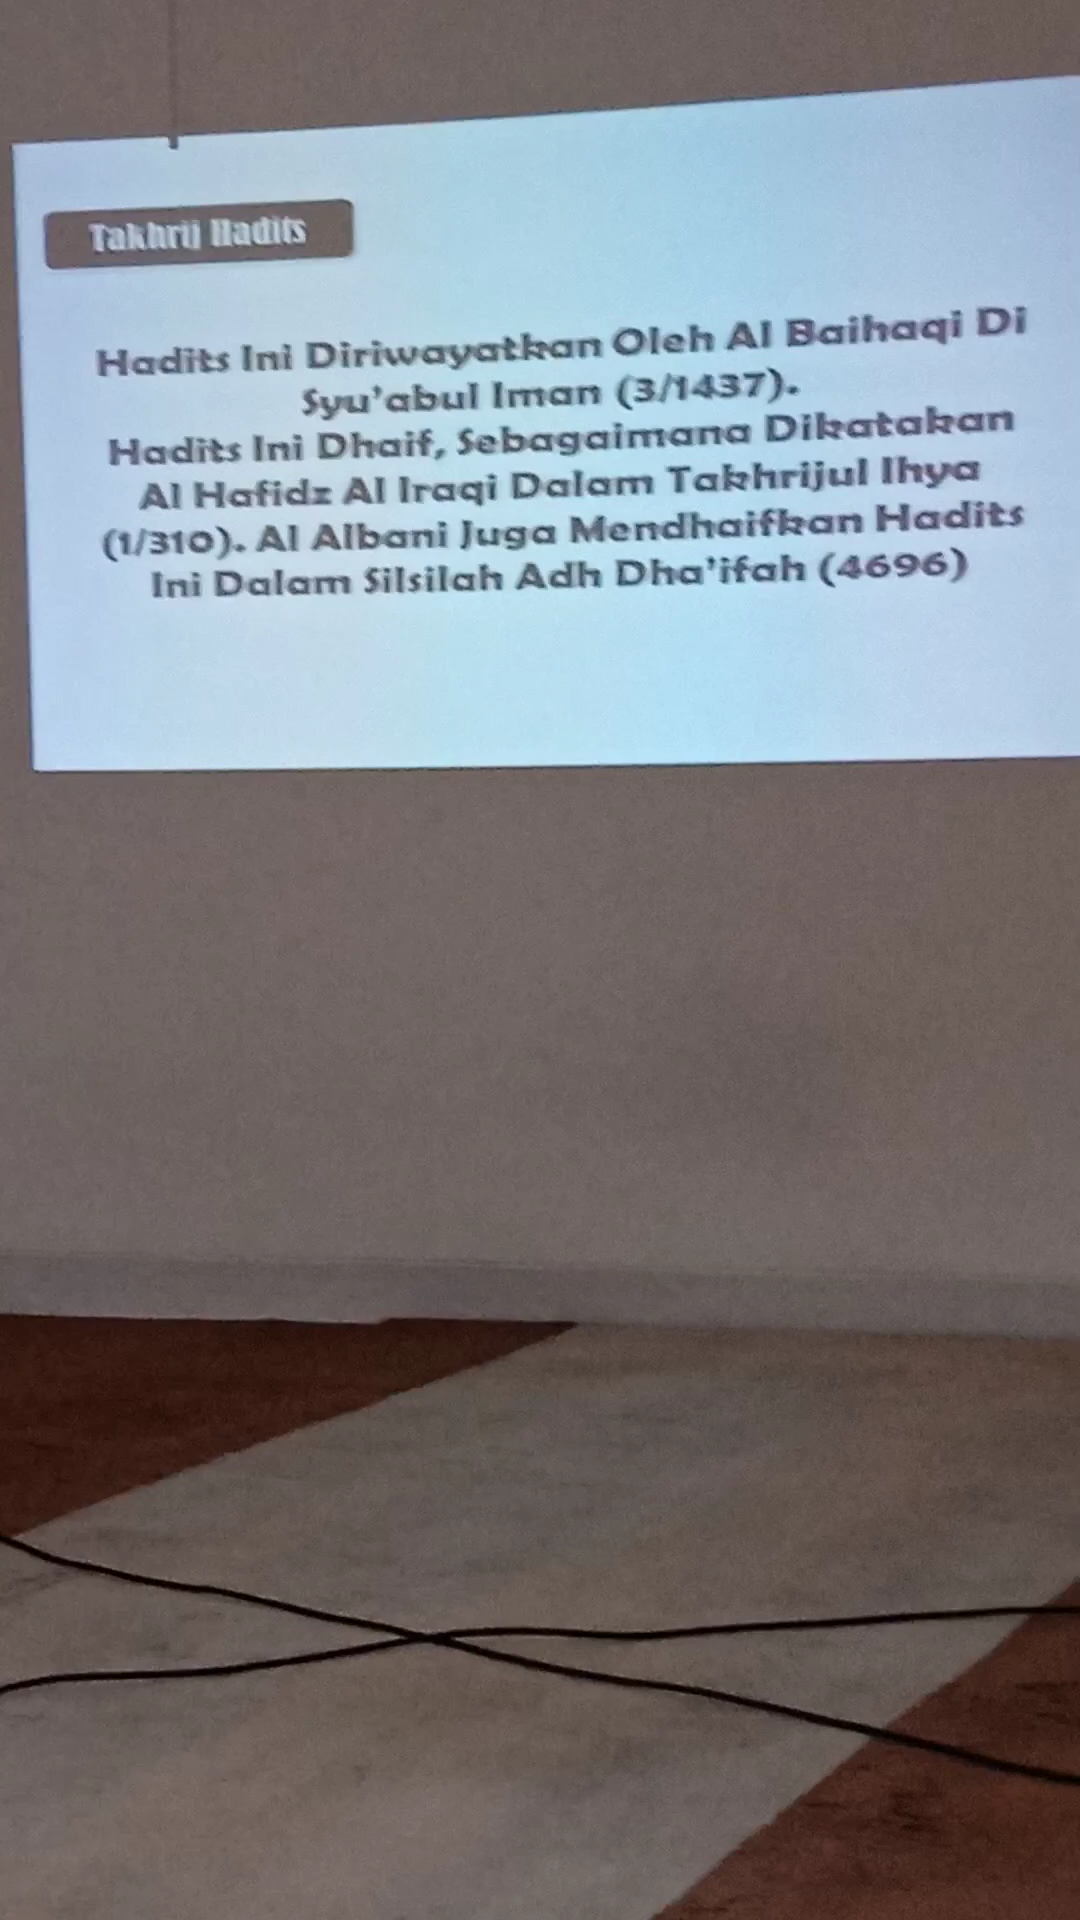 Takhrij Hadits
Hadits Ini Diriwayatkan Oleh Al Baihaqi Di
Syu'abul Iman (3/1437).
Hadits Ini Dhaif, Sebagaimana Dikatakan
Al Hafidz Al Iraqi Dalam Takhrijul Ihya
(1/310). Al Albani Juga Mendhaifkan Hadits
Ini Dalam Silsilah Adh Dha'ifah (4696)